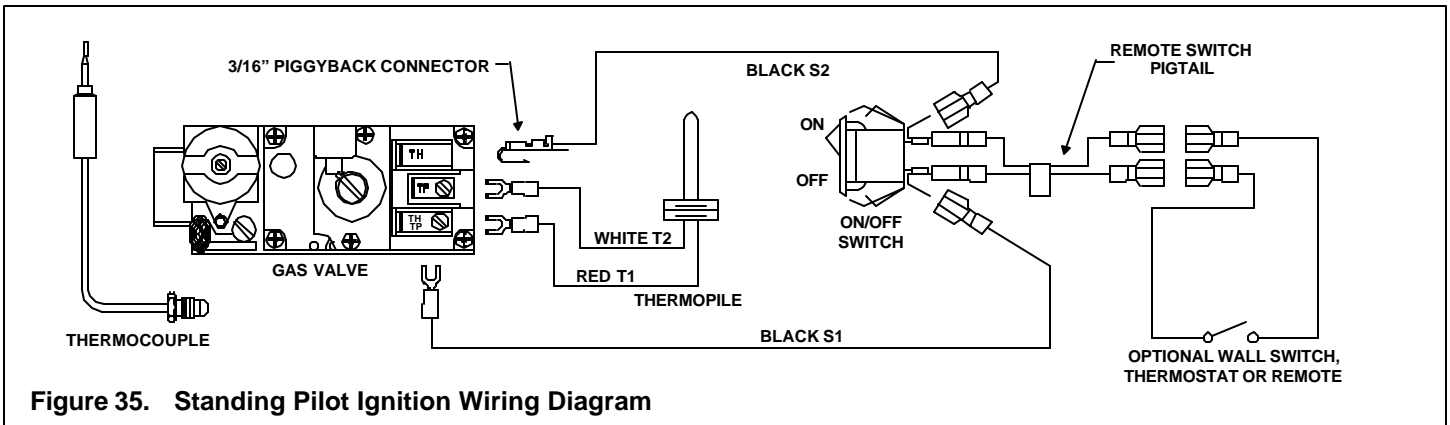 3/16" PIGGYBACK CONNECTOR
BLACK S2
REMOTE SWITCH
PIGTAIL
ON
OFF
ON/OFF
SWITCH
TH
TP
TH
TP
WHITE T2
RED T1
GAS VALVE
THERMOPILE
THERMOCOUPLE
BLACK S1
OPTIONAL WALL SWITCH,
THERMOSTAT OR REMOTE
Figure 35. Standing Pilot Ignition Wiring Diagram